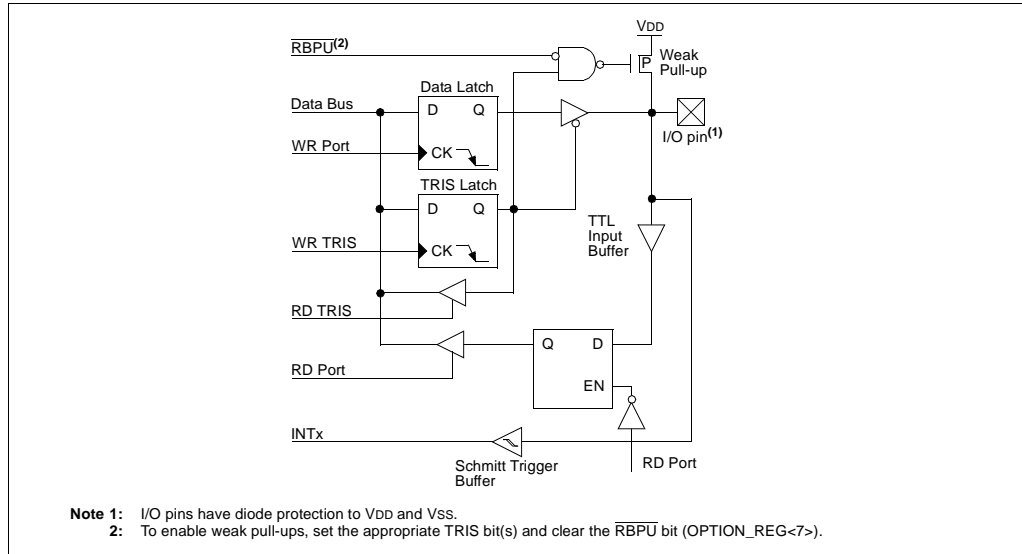 VDD
RBPU(2)
P
Weak
Pull-up
Data Latch
Data Bus
D Q
I/O pin(1)
WR Port
CK
TRIS Latch
D Q
TTL
Input
Buffer
WR TRIS
CK
RD TRIS
Q D
RD Port
EN
INTx
Schmitt Trigger
Buffer
RD Port
Note 1: I/O pins have diode protection to VDD and VSS.
2: To enable weak pull-ups, set the appropriate TRIS bit(s) and clear the RBPU bit (OPTION_REG<7>).